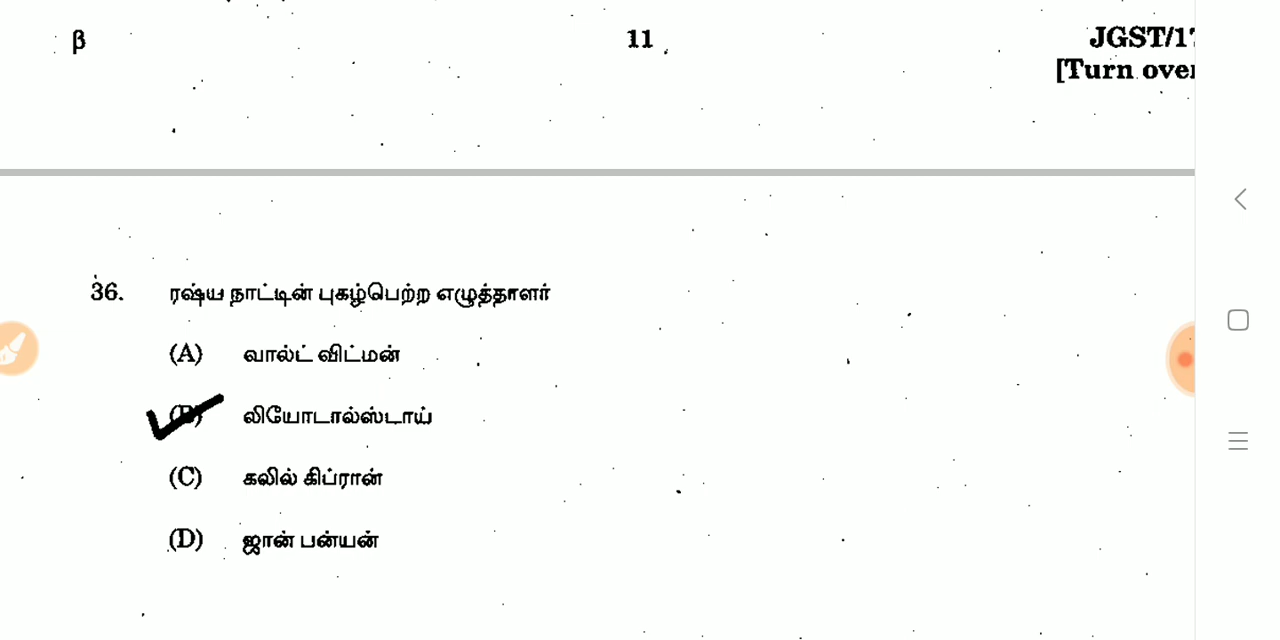 β 11 JGST/17
[Turn over
36. ரஷ்ய நாட்டின் புகழ்பெற்ற எழுத்தாளர்
(A) வால்ட் விட்மன்
(B) லியோடால்ஸ்டாய்
(C) கலில் கிப்ரான்
(D) ஜான் பன்யன்